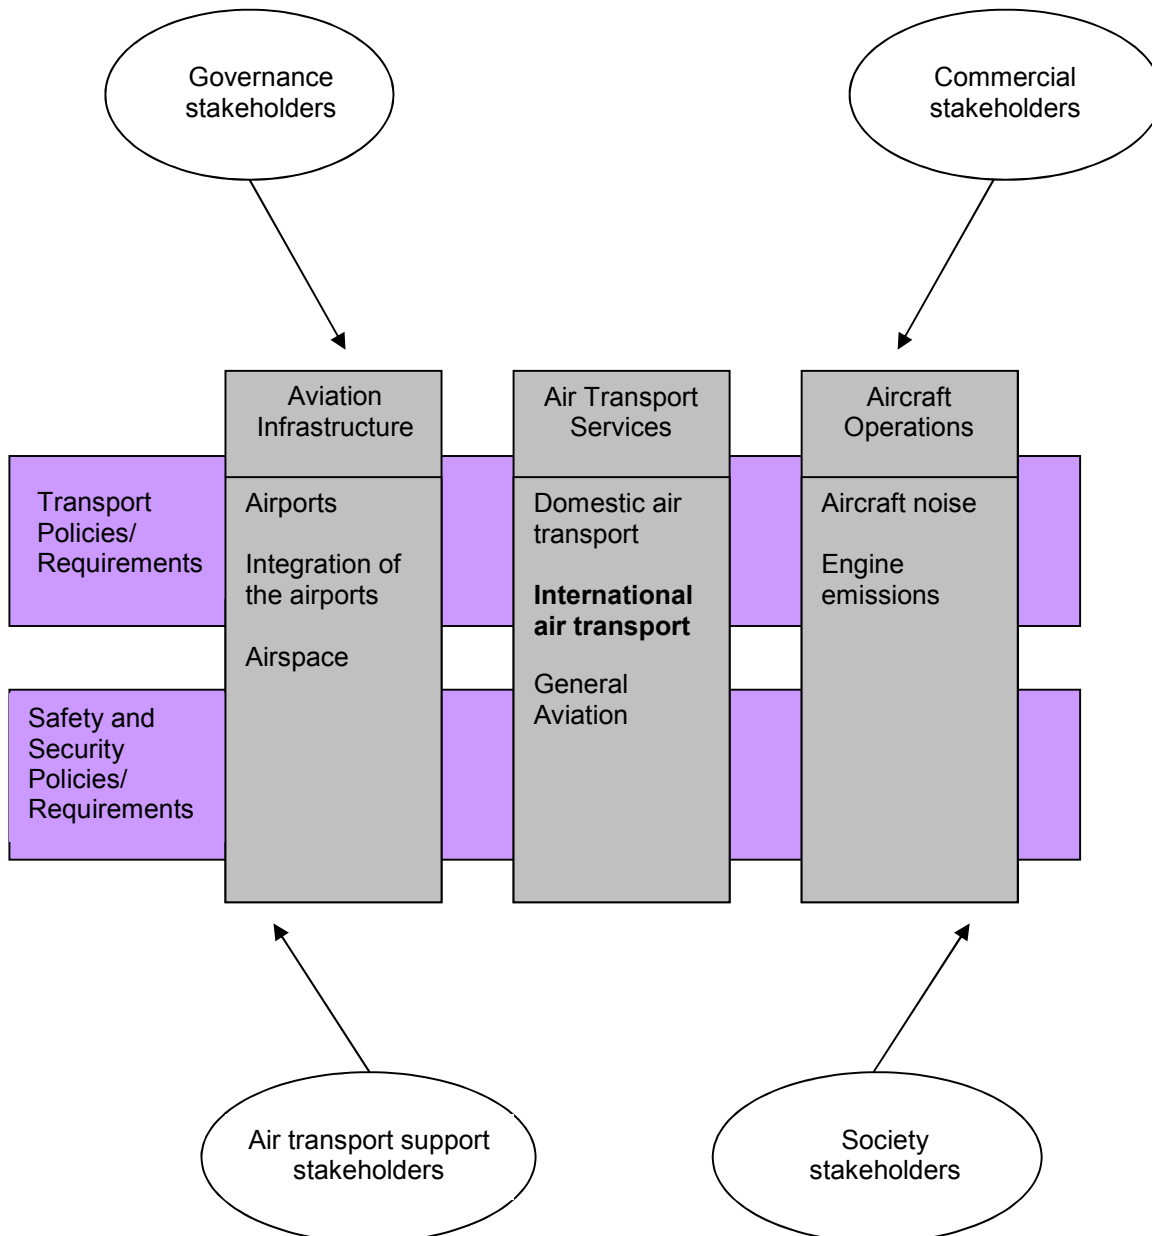 Governance
stakeholders
Commercial
stakeholders
Aviation
Infrastructure
Air Transport
Services
Aircraft
Operations
Transport
Policies/
Requirements
Airports
Integration of
the airports
Airspace
Domestic air
transport
International
air transport
General
Aviation
Aircraft noise
Engine
emissions
Safety and
Security
Policies/
Requirements
Air transport support
stakeholders
Society
stakeholders